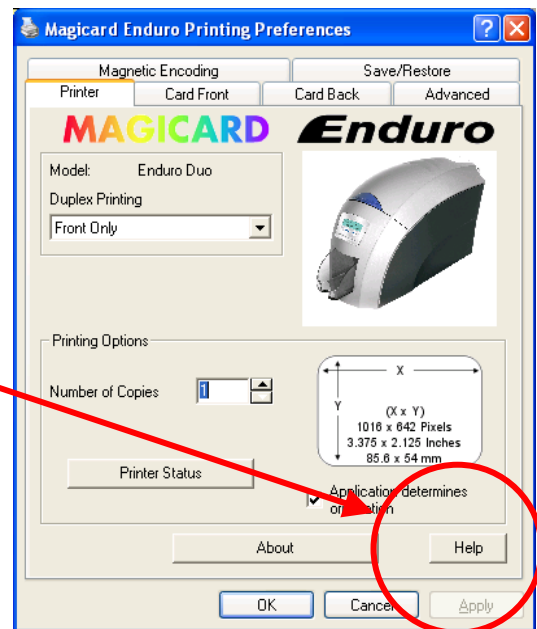 Magicard Enduro Printing Preferences
Magnetic Encoding Save/Restore
Printer Card Front Card Back Advanced
MAGICARD Enduro
Model: Enduro Duo
Duplex Printing
Front Only
Printing Options
Number of Copies 1
X
Y
(X x Y)
1016 x 642 Pixels
3.375 x 2.125 Inches
85.6 x 54 mm
Printer Status
Application determines
About Help
OK Cancel Apply